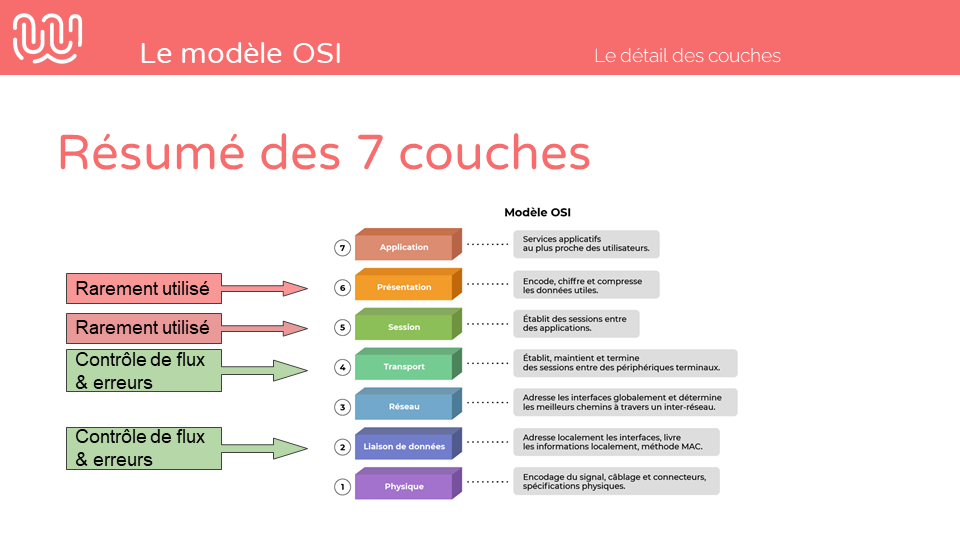 Le modèle OSI
Le détail des couches
Résumé des 7 couches
Modèle OSI
7
Application
Services applicatifs
au plus proche des utilisateurs.
Rarement utilisé
6
Présentation
Encode, chiffre et compresse
les données utiles.
Rarement utilisé
5
Session
Établit des sessions entre
des applications.
Contrôle de flux
& erreurs
4
Transport
Établit, maintient et termine
des sessions entre des périphériques terminaux.
3
Réseau
Adresse les interfaces globalement et détermine
les meilleurs chemins à travers un inter-réseau.
Contrôle de flux
& erreurs
2
Liaison de données
Adresse localement les interfaces, livre
les informations localement, méthode MAC.
1
Physique
Encodage du signal, câblage et connecteurs,
spécifications physiques.